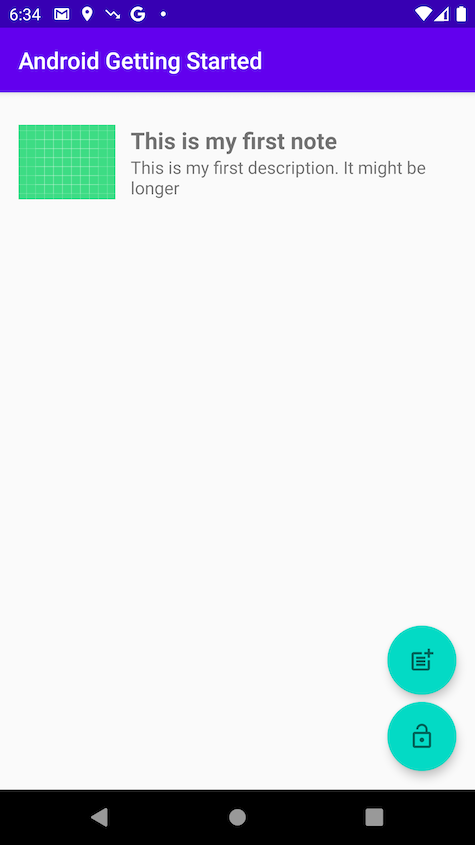 6:34
Android Getting Started
This is my first note
This is my first description. It might be
longer